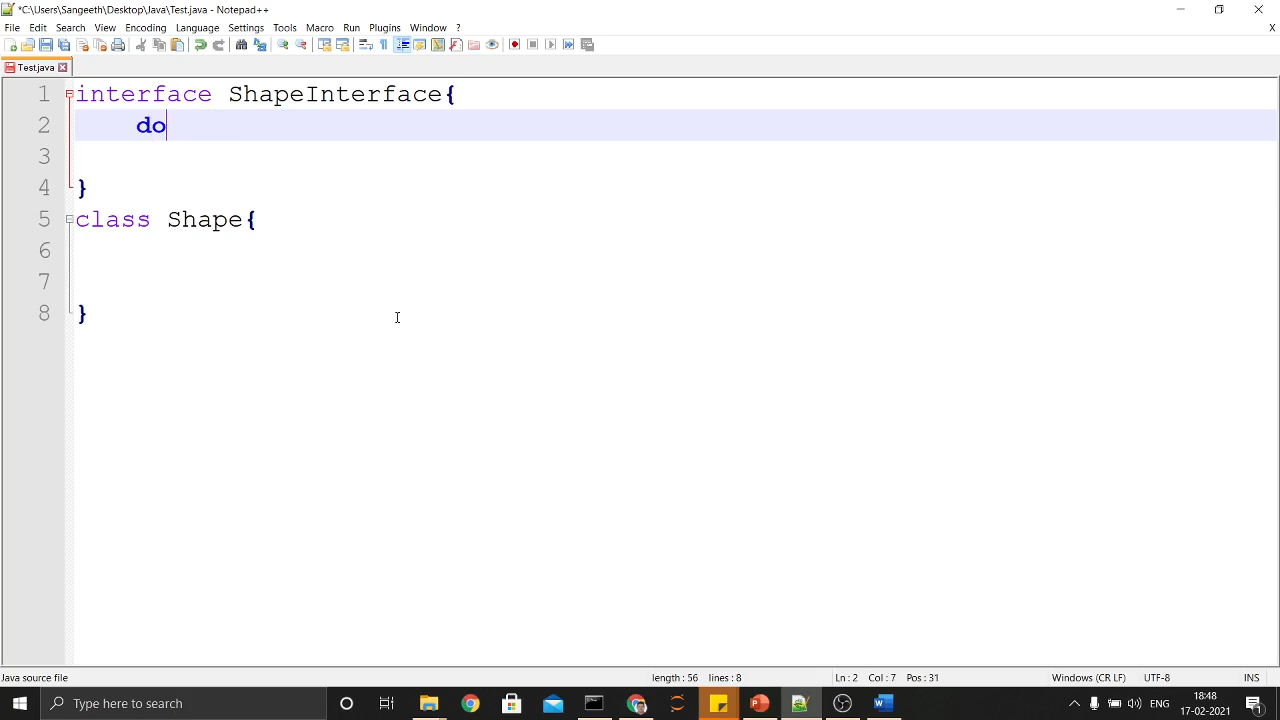 *C:\Users\Sangeeth\Desktop\Java\Test.java - Notepad++
File Edit Search View Encoding Language Settings Tools Macro Run Plugins Window ? X
Test.java
1 interface ShapeInterface{
2 do
3
4 }
5 class Shape{
6
7
8 }
Java source file length : 56 lines : 8 Ln : 2 Col : 7 Pos : 31 Windows (CR LF) UTF-8 INS
Type here to search ENG 18:48
17-02-2021 1